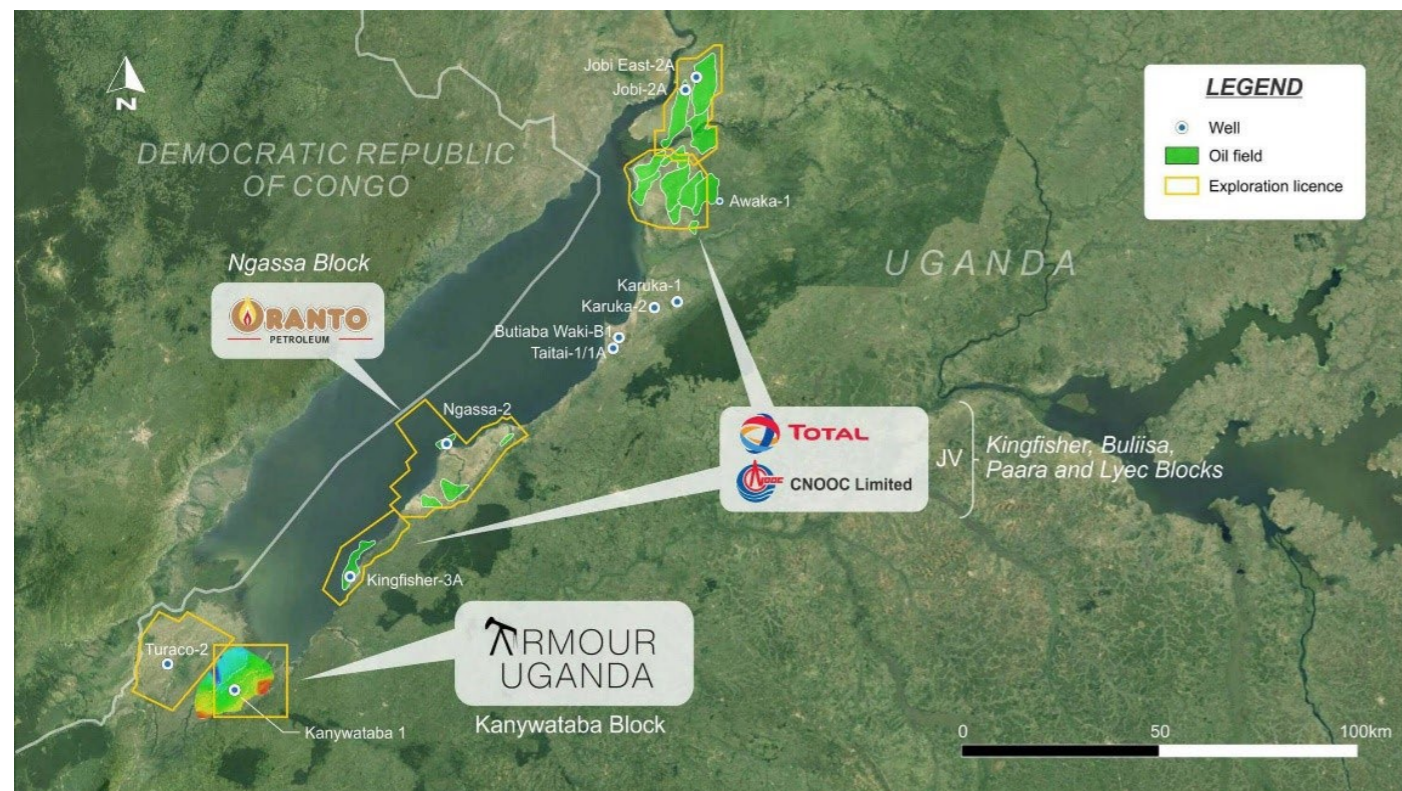 N
DEMOCRATIC REPUBLIC
OF CONGO
Jobi East-2A
Jobi-2A
LEGEND
Well
Oil field
Exploration licence
Awaka-1
UGANDA
Ngassa Block
ORANTO
PETROLEUM
Karuka-1
Karuka-2
Butiaba Waki-B1
Taitai-1/1A
Ngassa-2
TOTAL
CNOOC
CNOOC Limited
JV
Kingfisher, Buliisa,
Paara and Lyec Blocks
Kingfisher-3A
ARMOUR
UGANDA
Kanywataba Block
Turaco-2
Kanywataba 1
0 50 100km